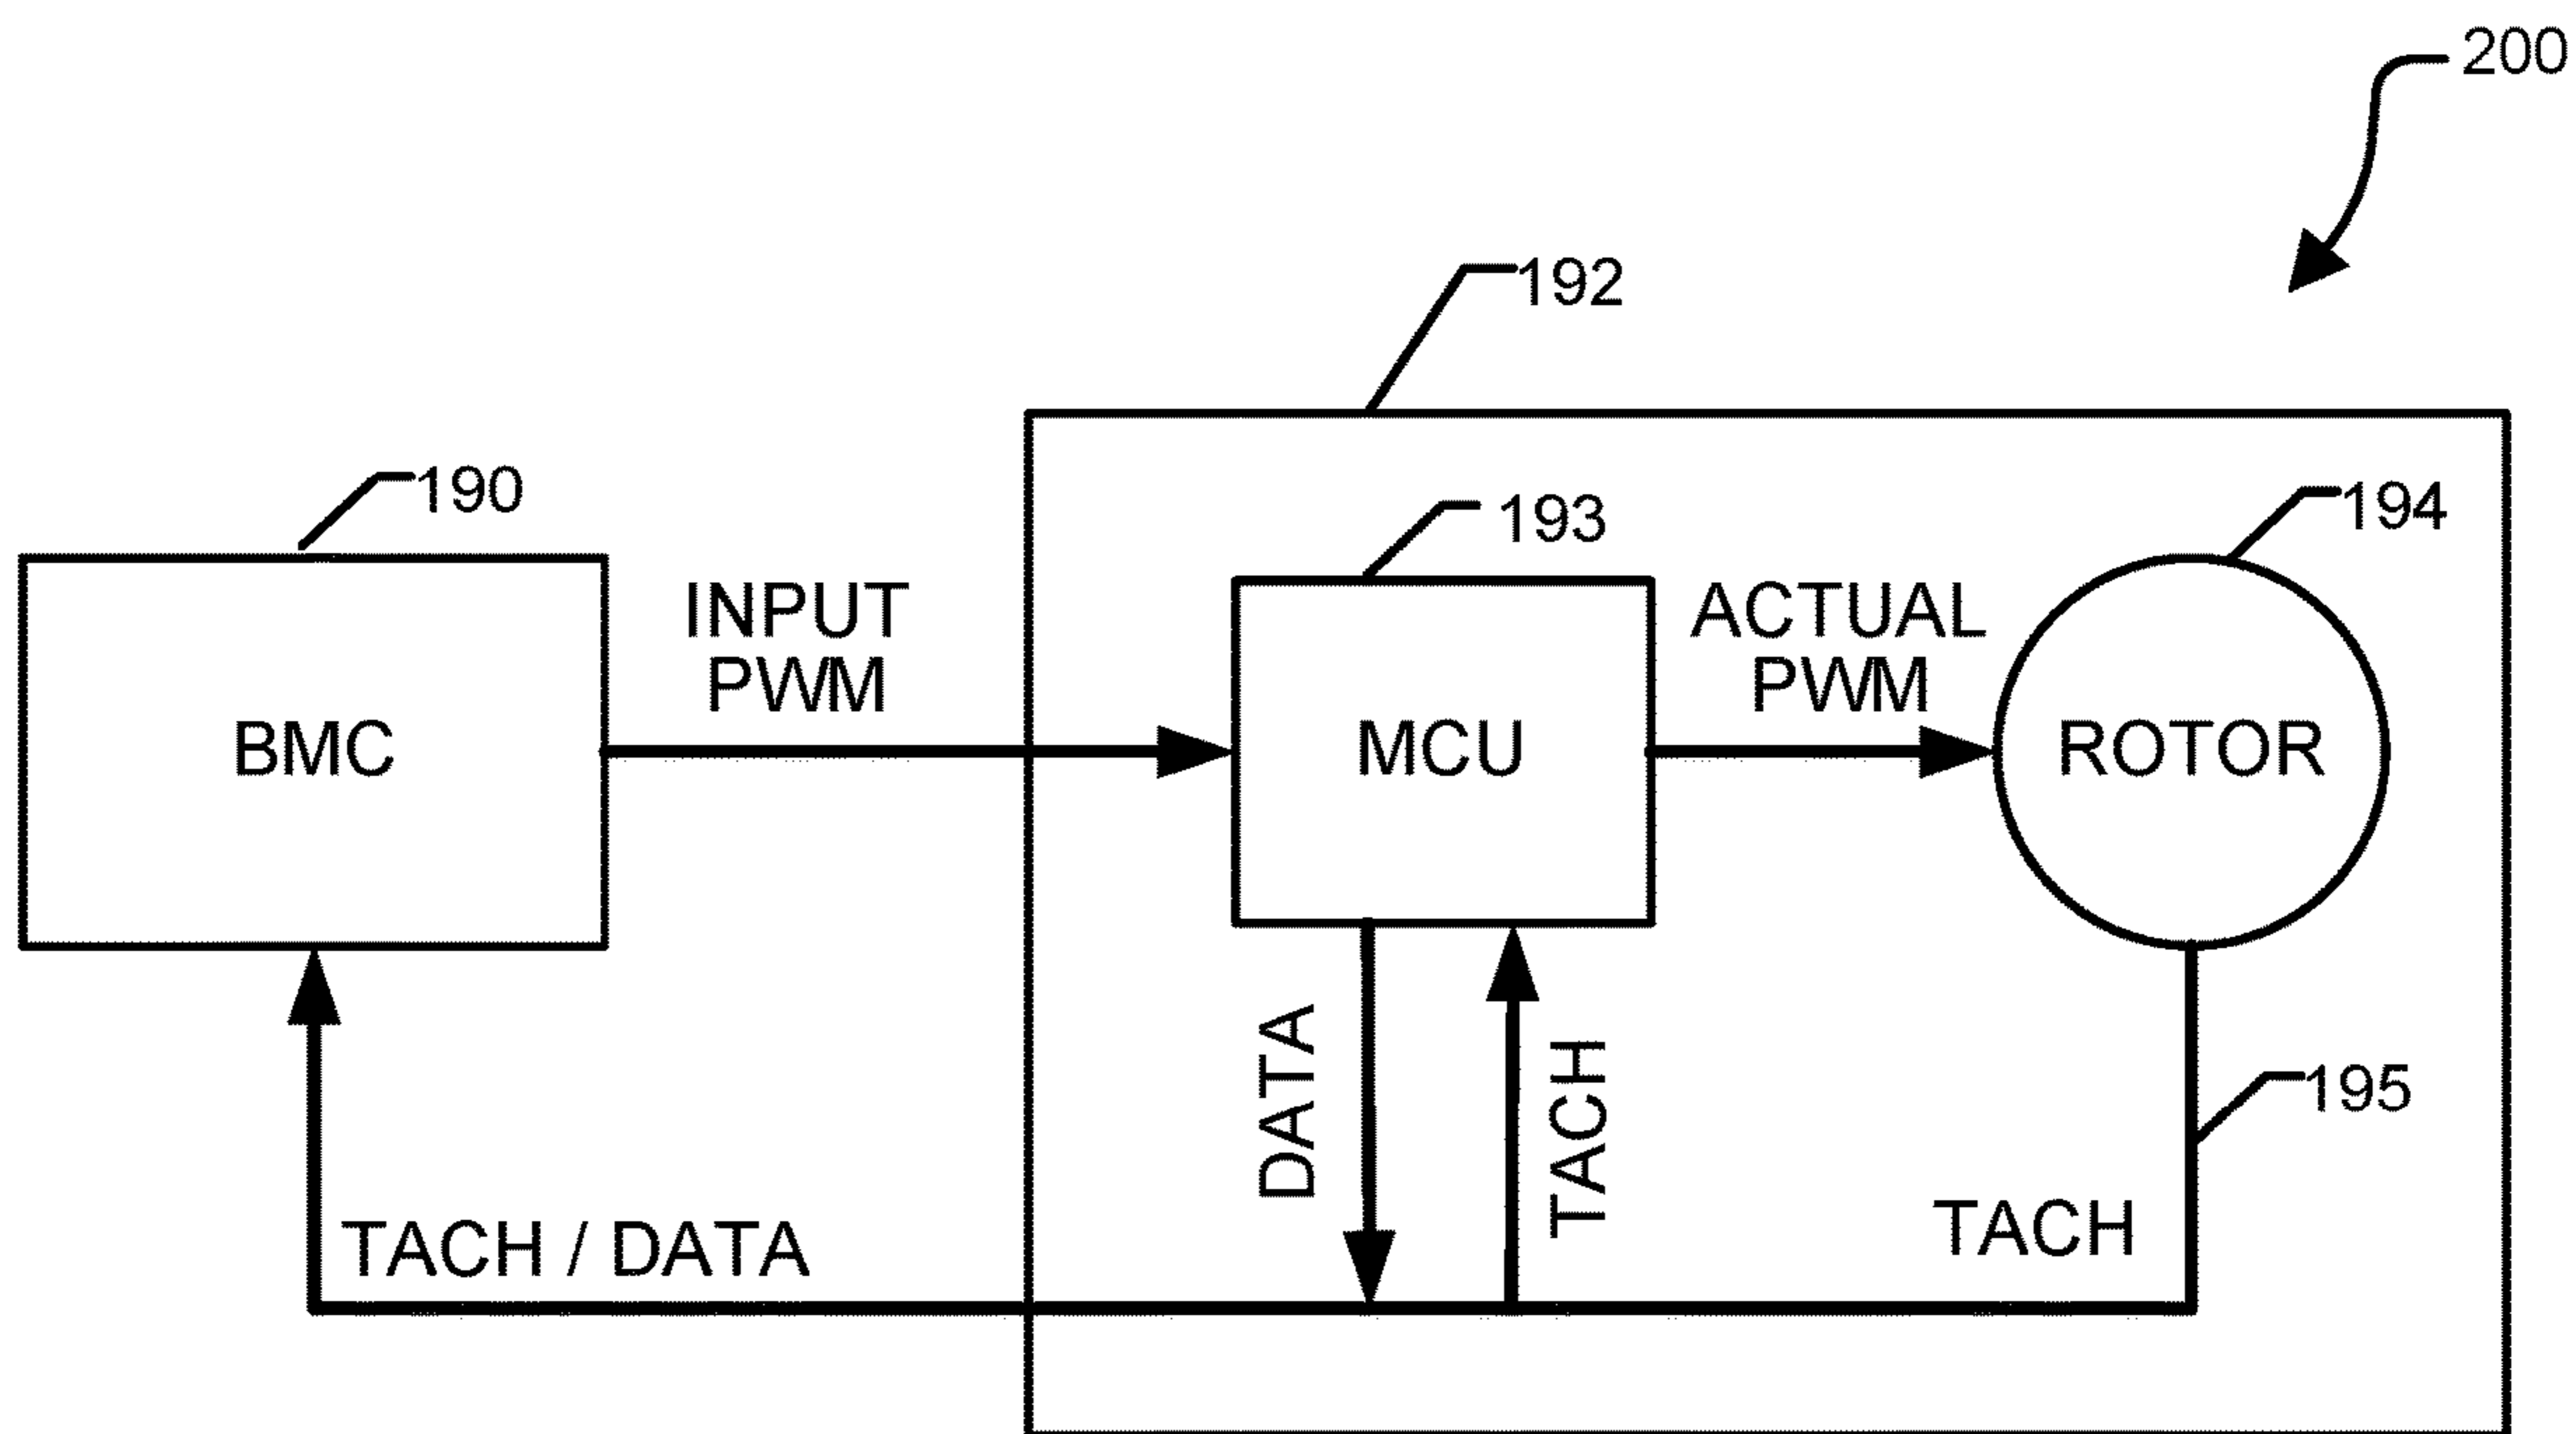 200
192
190
193
194
INPUT
PWM
ACTUAL
PWM
BMC
MCU
ROTOR
DATA
TACH
195
TACH / DATA
TACH